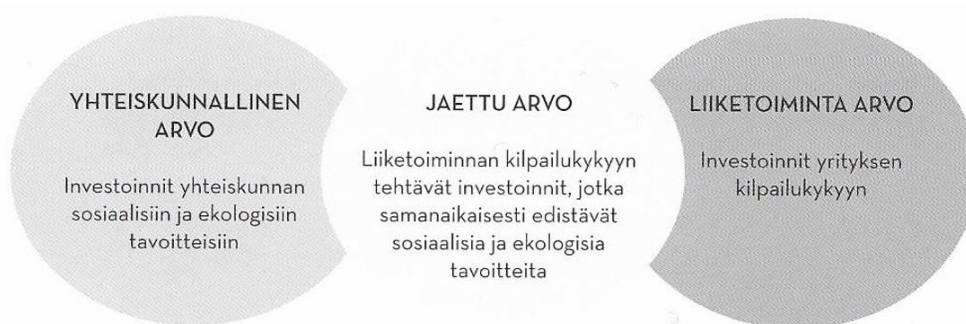 YHTEISKUNNALLINEN
ARVO
Investoinnit yhteiskunnan
sosiaalisiin ja ekologisiin
tavoitteisiin
JAETTU ARVO
Liiketoiminnan kilpailukykyyn
tehtävät investoinnit, jotka
samanaikaisesti edistävät
sosiaalisia ja ekologisia
tavoitteita
LIIKETOIMINTA ARVO
Investoinnit yrityksen
kilpailukykyyn